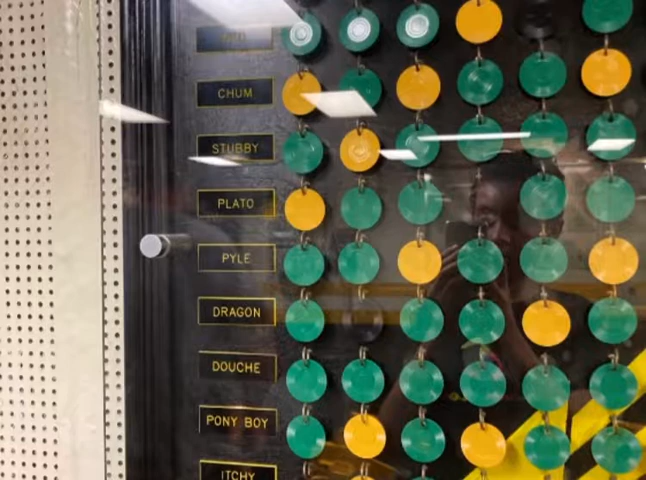 CHUM
STUBBY
PLATO
PYLE
DRAGON
DOUCHE
PONY BOY
ITCHY